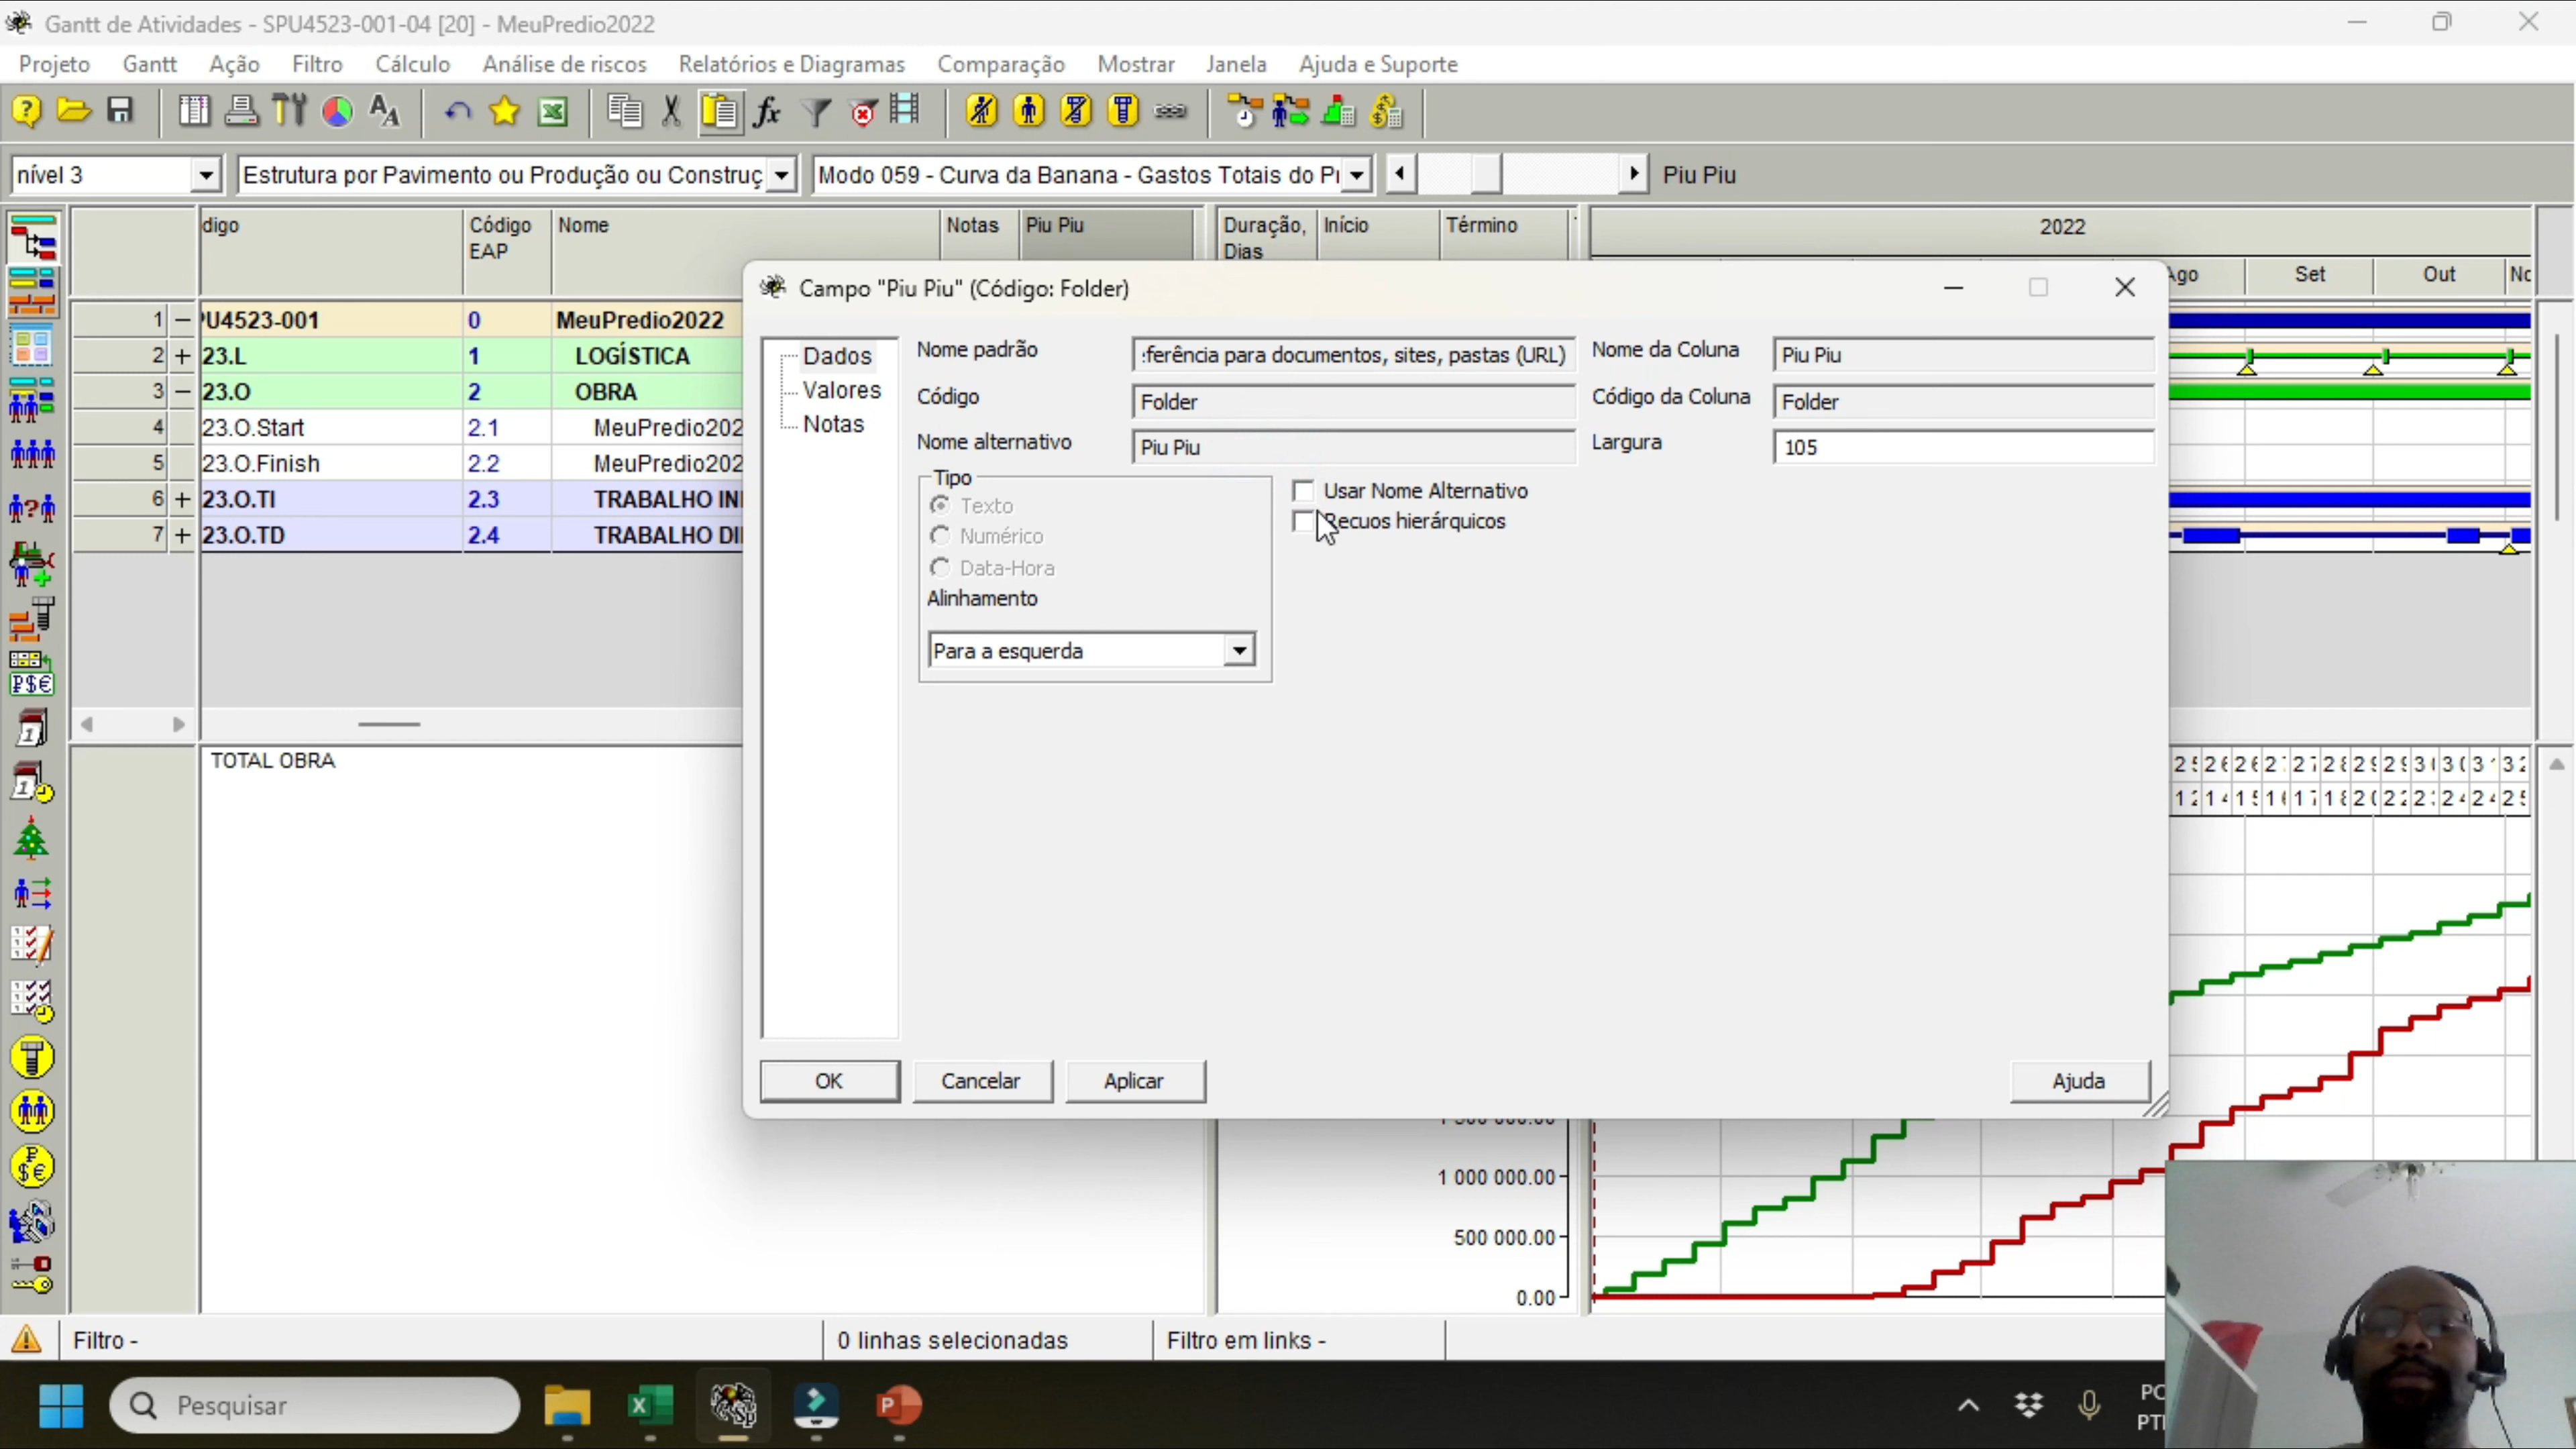 Gantt de Atividades - SPU4523-001-04 [20] - MeuPredio2022
Projeto Gantt Ação Filtro Cálculo Análise de riscos Relatórios e Diagramas Comparação Mostrar Janela Ajuda e Suporte
nível 3 Estrutura por Pavimento ou Produção ou Construç Modo 059 - Curva da Banana - Gastos Totais do Piu Piu
digo Código EAP Nome Notas Piu Piu Duração, Dias Início Término 2022
Ago Set Out
Campo "Piu Piu" (Código: Folder)
1 − PU4523-001 0 MeuPredio2022
2 + 23.L 1 LOGÍSTICA
3 − 23.O 2 OBRA
4 23.O.Start 2.1 MeuPredio202
5 23.O.Finish 2.2 MeuPredio202
6 + 23.O.TI 2.3 TRABALHO INI
7 + 23.O.TD 2.4 TRABALHO DI
Dados
Valores
Notas
Nome padrão :ferência para documentos, sites, pastas (URL) Nome da Coluna Piu Piu
Código Folder Código da Coluna Folder
Nome alternativo Piu Piu Largura 105
Tipo
Texto
Numérico
Data-Hora
Alinhamento
Para a esquerda
Usar Nome Alternativo
Recuos hierárquicos
OK Cancelar Aplicar Ajuda
TOTAL OBRA
1 000 000.00
500 000.00
0.00
Filtro - 0 linhas selecionadas Filtro em links -
Pesquisar